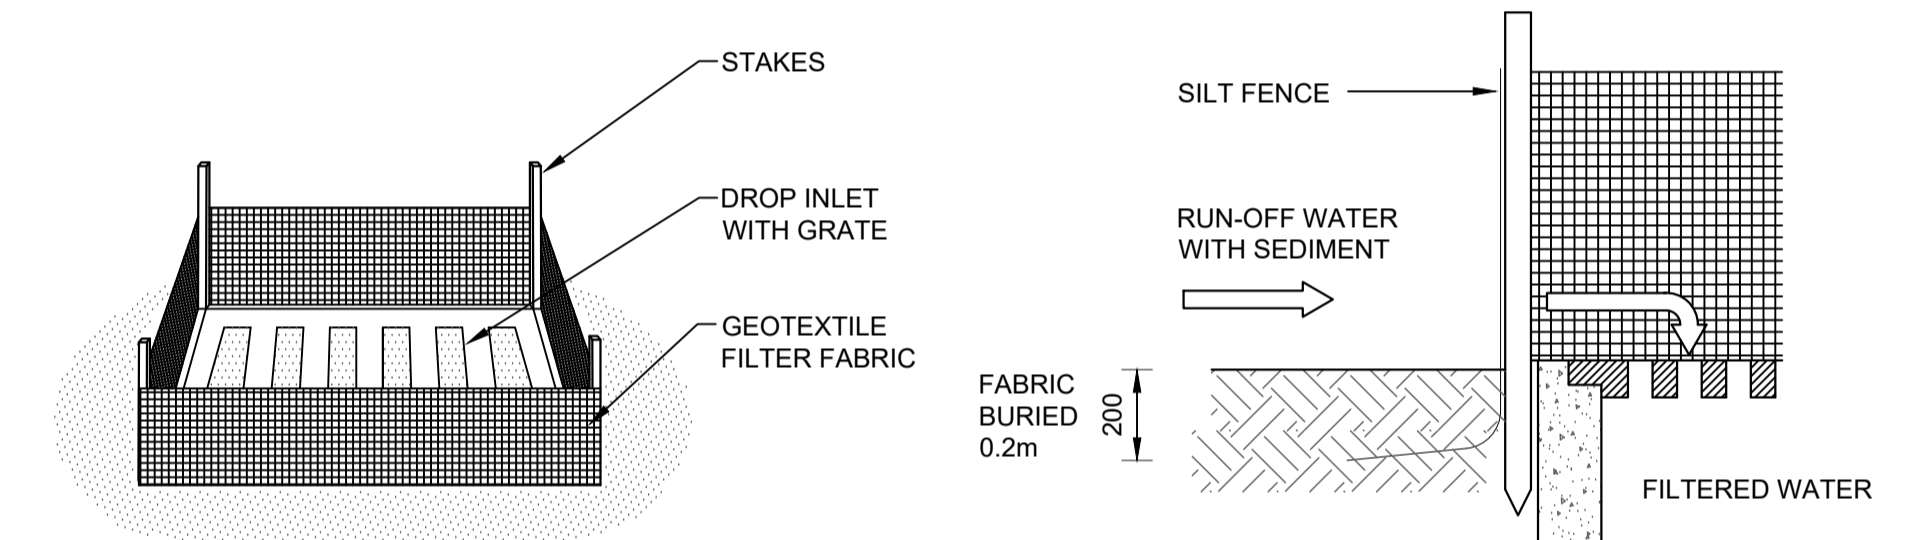 STAKES
DROP INLET
WITH GRATE
GEOTEXTILE
FILTER FABRIC
SILT FENCE
RUN-OFF WATER
WITH SEDIMENT
FABRIC
BURIED
0.2m
200
FILTERED WATER